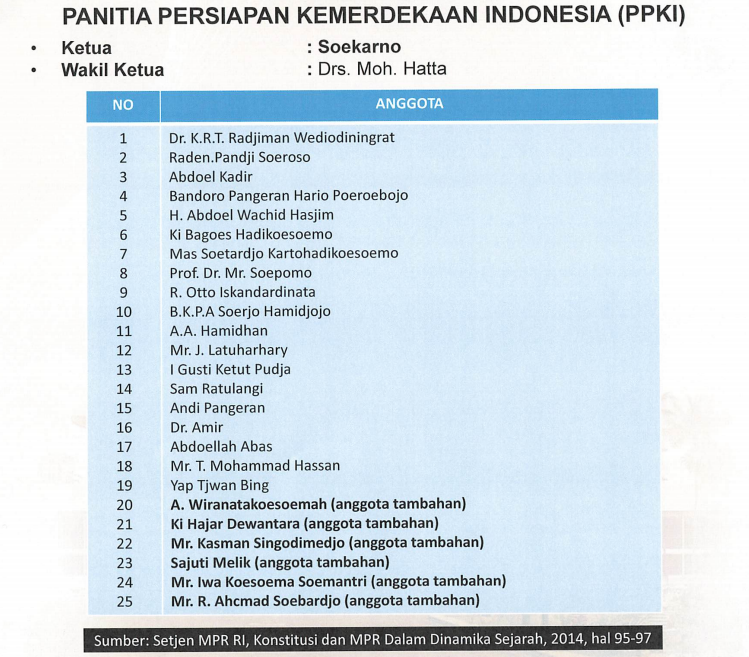 PANITIA PERSIAPAN KEMERDEKAAN INDONESIA (PPKI)
• Ketua : Soekarno
• Wakil Ketua : Drs. Moh. Hatta
NO ANGGOTA
1 Dr. K.R.T. Radjiman Wediodiningrat
2 Raden.Pandji Soeroso
3 Abdoel Kadir
4 Bandoro Pangeran Hario Poeroebojo
5 H. Abdoel Wachid Hasjim
6 Ki Bagoes Hadikoesoemo
7 Mas Soetardjo Kartohadikoesoemo
8 Prof. Dr. Mr. Soepomo
9 R. Otto Iskandardinata
10 B.K.P.A Soerjo Hamidjojo
11 A.A. Hamidhan
12 Mr. J. Latuharhary
13 I Gusti Ketut Pudja
14 Sam Ratulangi
15 Andi Pangeran
16 Dr. Amir
17 Abdoellah Abas
18 Mr. T. Mohammad Hassan
19 Yap Tjwan Bing
20 A. Wiranatakoesoemah (anggota tambahan)
21 Ki Hajar Dewantara (anggota tambahan)
22 Mr. Kasman Singodimedjo (anggota tambahan)
23 Sajuti Melik (anggota tambahan)
24 Mr. Iwa Koesoema Soemantri (anggota tambahan)
25 Mr. R. Ahcmad Soebardjo (anggota tambahan)
Sumber: Setjen MPR RI, Konstitusi dan MPR Dalam Dinamika Sejarah, 2014, hal 95-97